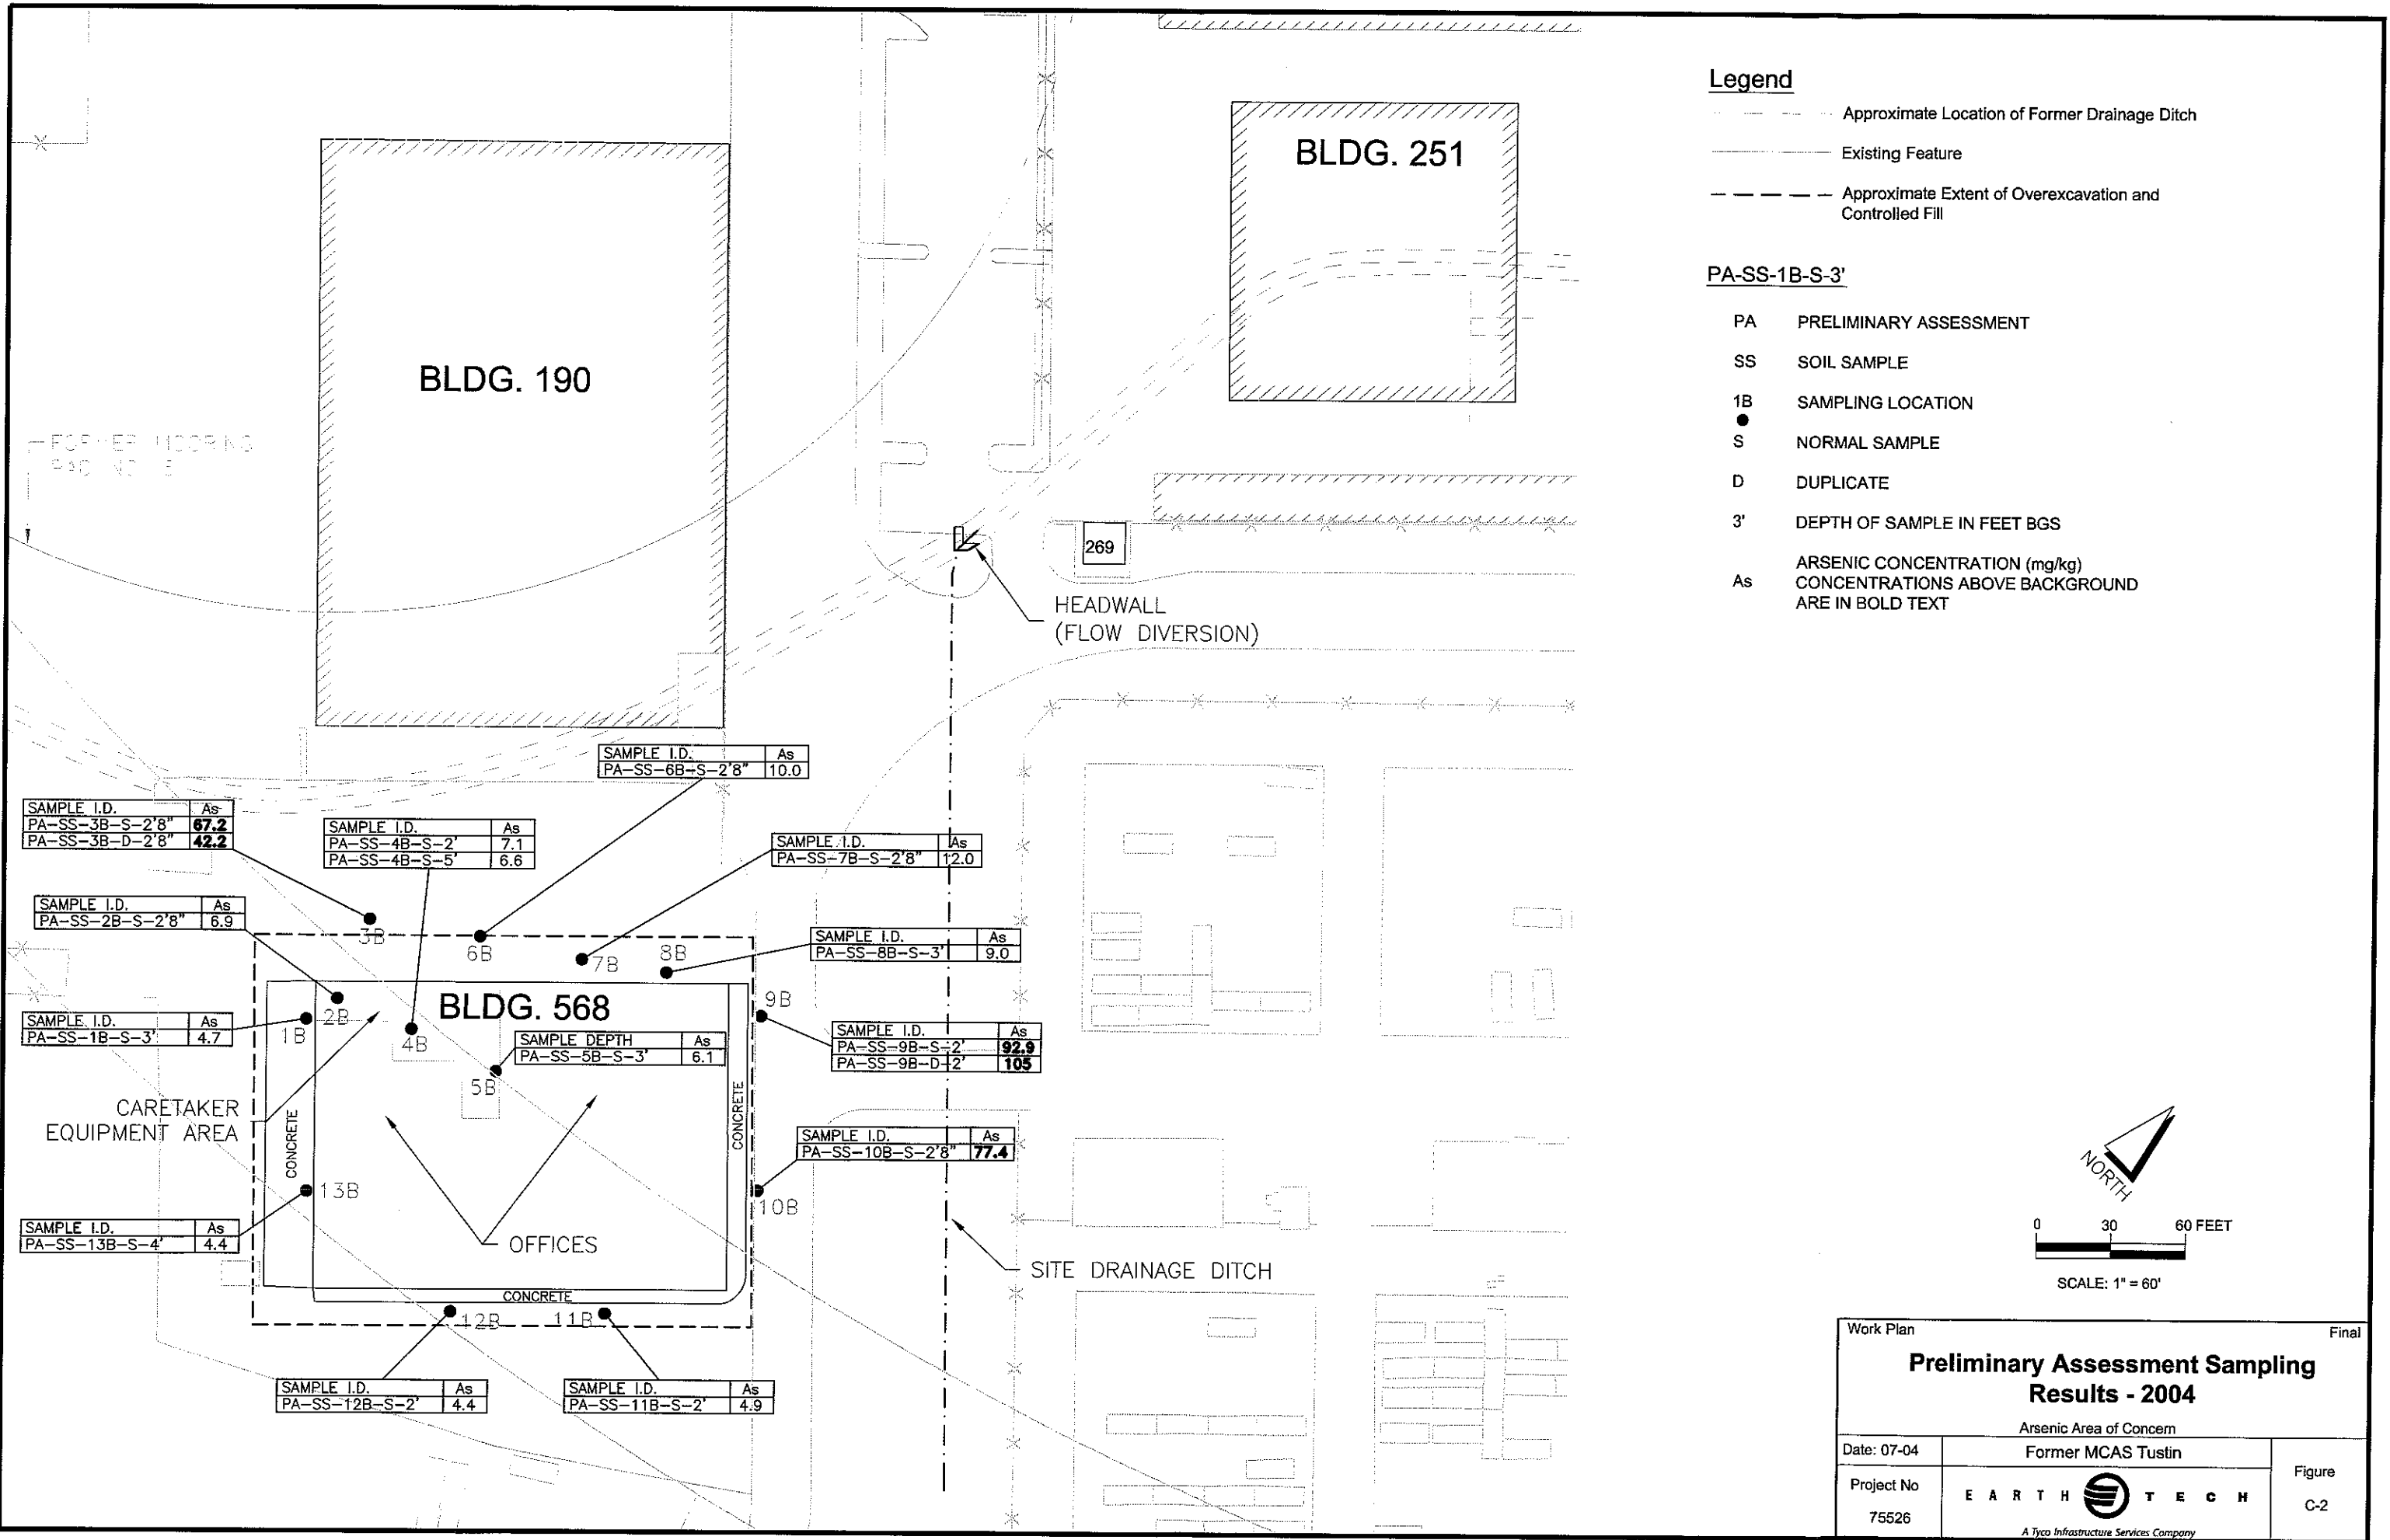 BLDG. 190
BLDG. 251
269
HEADWALL
(FLOW DIVERSION)
SAMPLE I.D. As
PA-SS-6B-S-2'8" 10.0
SAMPLE I.D. As
PA-SS-3B-S-2'8" 67.2
PA-SS-3B-D-2'8" 42.2
SAMPLE I.D. As
PA-SS-4B-S-2' 7.1
PA-SS-4B-S-5' 6.6
SAMPLE I.D. As
PA-SS-7B-S-2'8" 12.0
SAMPLE I.D. As
PA-SS-2B-S-2'8" 6.9
3B
6B
7B
8B
SAMPLE I.D. As
PA-SS-8B-S-3' 9.0
BLDG. 568
9B
SAMPLE I.D. As
PA-SS-1B-S-3' 4.7
1B
2B
4B
SAMPLE DEPTH As
PA-SS-5B-S-3' 6.1
5B
SAMPLE I.D. As
PA-SS-9B-S-2' 92.9
PA-SS-9B-D-2' 105
CARETAKER
EQUIPMENT AREA
CONCRETE
CONCRETE
SAMPLE I.D. As
PA-SS-10B-S-2'8" 77.4
13B
10B
SAMPLE I.D. As
PA-SS-13B-S-4' 4.4
OFFICES
SITE DRAINAGE DITCH
CONCRETE
12B
11B
SAMPLE I.D. As
PA-SS-12B-S-2' 4.4
SAMPLE I.D. As
PA-SS-11B-S-2' 4.9
Legend
Approximate Location of Former Drainage Ditch
Existing Feature
Approximate Extent of Overexcavation and
Controlled Fill
PA-SS-1B-S-3'
PA PRELIMINARY ASSESSMENT
SS SOIL SAMPLE
1B SAMPLING LOCATION
S NORMAL SAMPLE
D DUPLICATE
3' DEPTH OF SAMPLE IN FEET BGS
ARSENIC CONCENTRATION (mg/kg)
As CONCENTRATIONS ABOVE BACKGROUND
ARE IN BOLD TEXT
NORTH
0 30 60 FEET
SCALE: 1" = 60'
Work Plan Final
Preliminary Assessment Sampling
Results - 2004
Arsenic Area of Concern
Date: 07-04
Former MCAS Tustin
Project No
75526
EARTH TECH
A Tyco Infrastructure Services Company
Figure
C-2